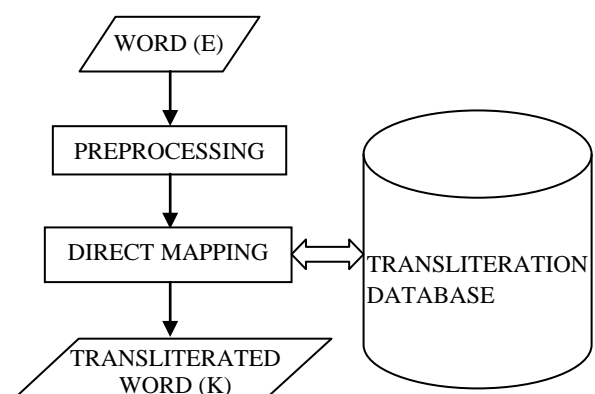 WORD (E)
PREPROCESSING
DIRECT MAPPING
TRANSLITERATION
DATABASE
TRANSLITERATED
WORD (K)